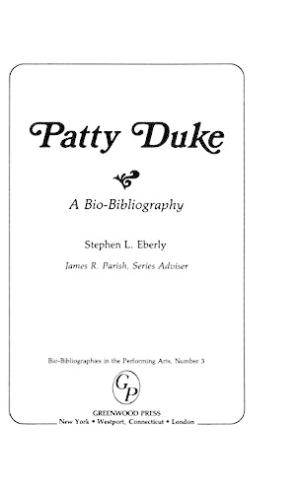 Patty Duke
A Bio-Bibliography
Stephen L. Eberly
James R. Parish, Series Adviser
Bio-Bibliographies in the Performing Arts, Number 3
GP
GREENWOOD PRESS
New York • Westport, Connecticut • London